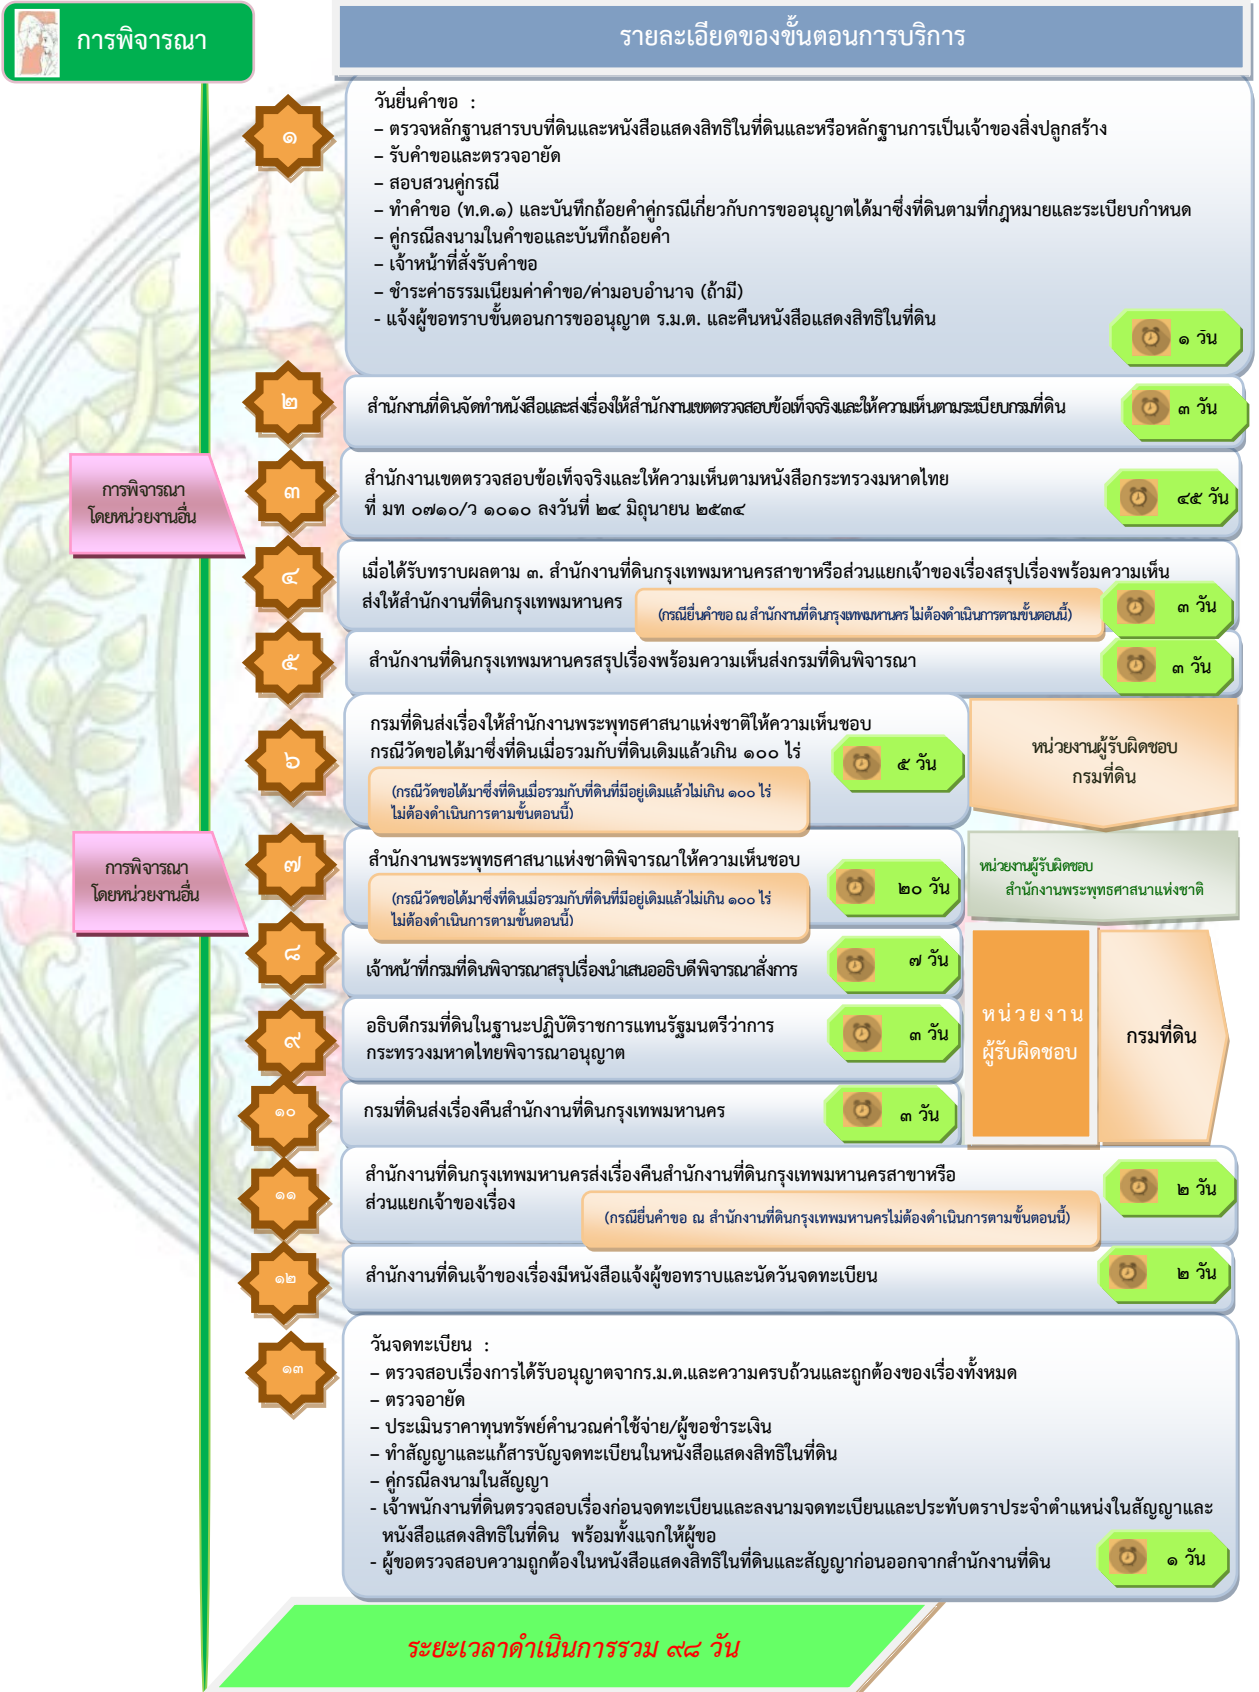 การพิจารณา
รายละเอียดของขั้นตอนการบริการ
๑
วันยื่นคำขอ :
– ตรวจหลักฐานสารบบที่ดินและหนังสือแสดงสิทธิในที่ดินและหรือหลักฐานการเป็นเจ้าของสิ่งปลูกสร้าง
– รับคำขอและตรวจอายัด
– สอบสวนคู่กรณี
– ทำคำขอ (ท.ด.๑) และบันทึกถ้อยคำคู่กรณีเกี่ยวกับการขออนุญาตได้มาซึ่งที่ดินตามที่กฎหมายและระเบียบกำหนด
– คู่กรณีลงนามในคำขอและบันทึกถ้อยคำ
– เจ้าหน้าที่สั่งรับคำขอ
– ชำระค่าธรรมเนียมค่าคำขอ/ค่ามอบอำนาจ (ถ้ามี)
- แจ้งผู้ขอทราบขั้นตอนการขออนุญาต ร.ม.ต. และคืนหนังสือแสดงสิทธิในที่ดิน
๑ วัน
๒
สำนักงานที่ดินจัดทำหนังสือและส่งเรื่องให้สำนักงานเขตตรวจสอบข้อเท็จจริงและให้ความเห็นตามระเบียบกรมที่ดิน
๓ วัน
การพิจารณา
โดยหน่วยงานอื่น
๓
สำนักงานเขตตรวจสอบข้อเท็จจริงและให้ความเห็นตามหนังสือกระทรวงมหาดไทย
ที่ มท ๐๗๑๐/ว ๑๐๑๐ ลงวันที่ ๒๔ มิถุนายน ๒๕๓๔
๔๕ วัน
๔
เมื่อได้รับทราบผลตาม ๓. สำนักงานที่ดินกรุงเทพมหานครสาขาหรือส่วนแยกเจ้าของเรื่องสรุปเรื่องพร้อมความเห็น
ส่งให้สำนักงานที่ดินกรุงเทพมหานคร
(กรณียื่นคำขอ ณ สำนักงานที่ดินกรุงเทพมหานคร ไม่ต้องดำเนินการตามขั้นตอนนี้)
๓ วัน
๕
สำนักงานที่ดินกรุงเทพมหานครสรุปเรื่องพร้อมความเห็นส่งกรมที่ดินพิจารณา
๓ วัน
๖
กรมที่ดินส่งเรื่องให้สำนักงานพระพุทธศาสนาแห่งชาติให้ความเห็นชอบ
กรณีวัดขอได้มาซึ่งที่ดินเมื่อรวมกับที่ดินเดิมแล้วเกิน ๑๐๐ ไร่
(กรณีวัดขอได้มาซึ่งที่ดินเมื่อรวมกับที่ดินที่มีอยู่เดิมแล้วไม่เกิน ๑๐๐ ไร่
ไม่ต้องดำเนินการตามขั้นตอนนี้)
๕ วัน
หน่วยงานผู้รับผิดชอบ
กรมที่ดิน
การพิจารณา
โดยหน่วยงานอื่น
๗
สำนักงานพระพุทธศาสนาแห่งชาติพิจารณาให้ความเห็นชอบ
(กรณีวัดขอได้มาซึ่งที่ดินเมื่อรวมกับที่ดินที่มีอยู่เดิมแล้วไม่เกิน ๑๐๐ ไร่
ไม่ต้องดำเนินการตามขั้นตอนนี้)
๒๐ วัน
หน่วยงานผู้รับผิดชอบ
สำนักงานพระพุทธศาสนาแห่งชาติ
๘
เจ้าหน้าที่กรมที่ดินพิจารณาสรุปเรื่องนำเสนออธิบดีพิจารณาสั่งการ
๗ วัน
๙
อธิบดีกรมที่ดินในฐานะปฏิบัติราชการแทนรัฐมนตรีว่าการ
กระทรวงมหาดไทยพิจารณาอนุญาต
๓ วัน
หน่วยงาน
ผู้รับผิดชอบ
กรมที่ดิน
๑๐
กรมที่ดินส่งเรื่องคืนสำนักงานที่ดินกรุงเทพมหานคร
๓ วัน
๑๑
สำนักงานที่ดินกรุงเทพมหานครส่งเรื่องคืนสำนักงานที่ดินกรุงเทพมหานครสาขาหรือ
ส่วนแยกเจ้าของเรื่อง
(กรณียื่นคำขอ ณ สำนักงานที่ดินกรุงเทพมหานครไม่ต้องดำเนินการตามขั้นตอนนี้)
๒ วัน
๑๒
สำนักงานที่ดินเจ้าของเรื่องมีหนังสือแจ้งผู้ขอทราบและนัดวันจดทะเบียน
๒ วัน
๑๓
วันจดทะเบียน :
– ตรวจสอบเรื่องการได้รับอนุญาตจากร.ม.ต.และความครบถ้วนและถูกต้องของเรื่องทั้งหมด
– ตรวจอายัด
– ประเมินราคาทุนทรัพย์คำนวณค่าใช้จ่าย/ผู้ขอชำระเงิน
– ทำสัญญาและแก้สารบัญจดทะเบียนในหนังสือแสดงสิทธิในที่ดิน
– คู่กรณีลงนามในสัญญา
- เจ้าพนักงานที่ดินตรวจสอบเรื่องก่อนจดทะเบียนและลงนามจดทะเบียนและประทับตราประจำตำแหน่งในสัญญาและ
หนังสือแสดงสิทธิในที่ดิน พร้อมทั้งแจกให้ผู้ขอ
- ผู้ขอตรวจสอบความถูกต้องในหนังสือแสดงสิทธิในที่ดินและสัญญาก่อนออกจากสำนักงานที่ดิน
๑ วัน
ระยะเวลาดำเนินการรวม ๙๘ วัน